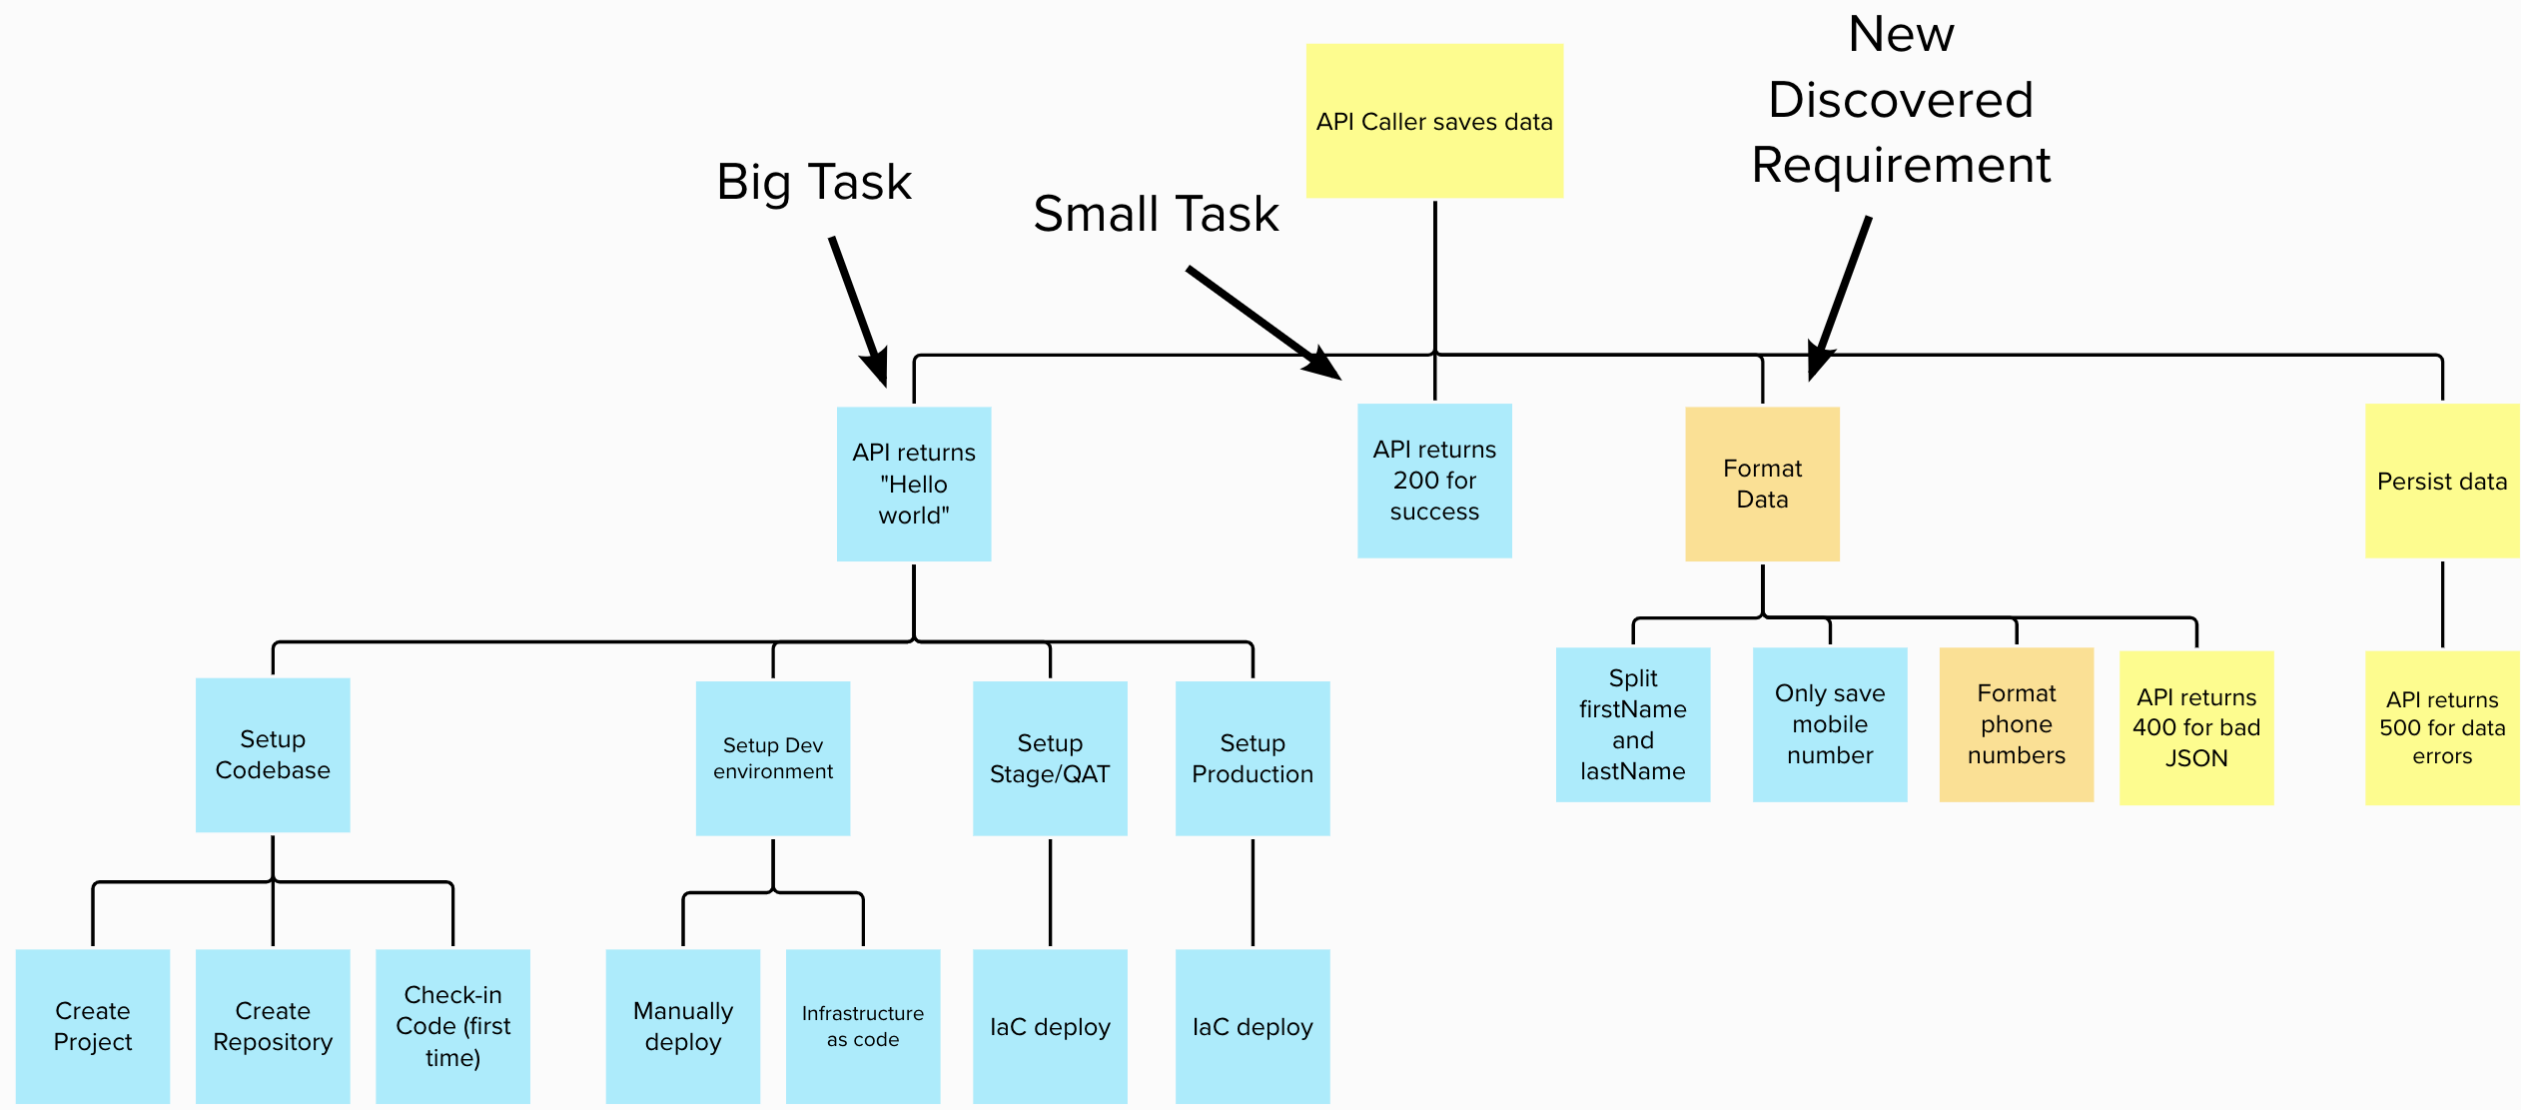 New
Discovered
Requirement
API Caller saves data
Big Task
Small Task
API returns
"Hello
world"
API returns
200 for
success
Format
Data
Persist data
Setup
Codebase
Setup Dev
environment
Setup
Stage/QAT
Setup
Production
Split
firstName
and
lastName
Only save
mobile
number
Format
phone
numbers
API returns
400 for bad
JSON
API returns
500 for data
errors
Create
Project
Create
Repository
Check-in
Code (first
time)
Manually
deploy
Infrastructure
as code
IaC deploy
IaC deploy